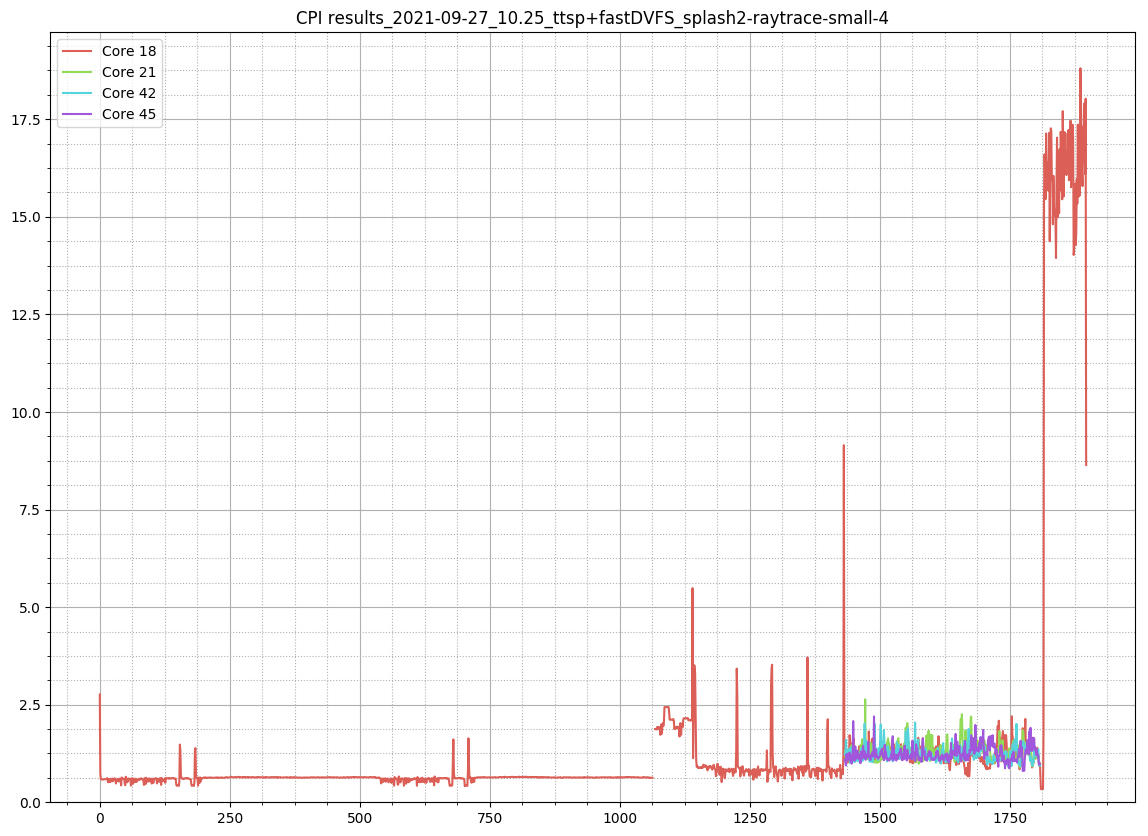 CPI results_2021-09-27_10.25_ttsp+fastDVFS_splash2-raytrace-small-4
Core 18
Core 21
Core 42
Core 45
17.5
15.0
12.5
10.0
7.5
5.0
2.5
0.0
0 250 500 750 1000 1250 1500 1750